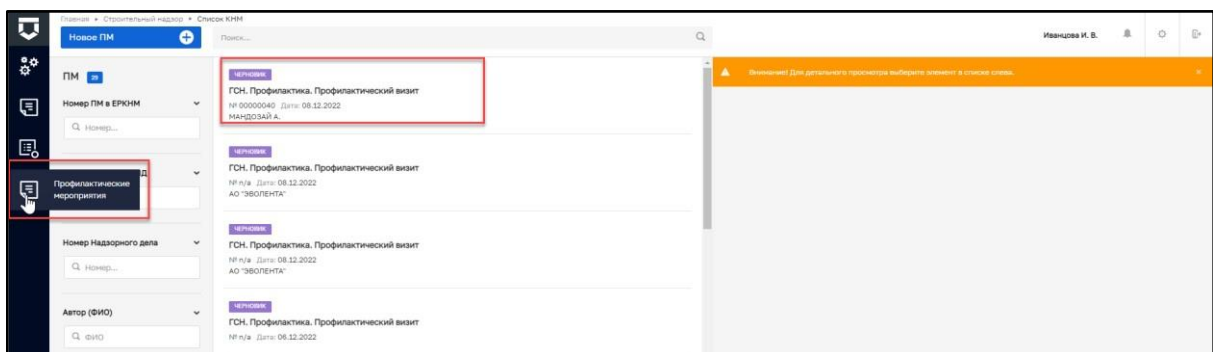 Главная • Строительный надзор • Список КНМ
Новое ПМ
Поиск...
Иванцова И. В.
ПМ 29
Номер ПМ в ЕРКНМ
Номер...
Профилактические
мероприятия
Номер Надзорного дела
Номер...
Автор (ФИО)
ФИО
ЧЕРНОВИК
ГСН. Профилактика. Профилактический визит
№ 00000040 Дата: 08.12.2022
МАНДОЗАЙ А.
ЧЕРНОВИК
ГСН. Профилактика. Профилактический визит
№ n/a Дата: 08.12.2022
АО "ЭВОЛЕНТА"
ЧЕРНОВИК
ГСН. Профилактика. Профилактический визит
№ n/a Дата: 08.12.2022
АО "ЭВОЛЕНТА"
ЧЕРНОВИК
ГСН. Профилактика. Профилактический визит
№ n/a Дата: 06.12.2022
Внимание! Для детального просмотра выберите элемент в списке слева.